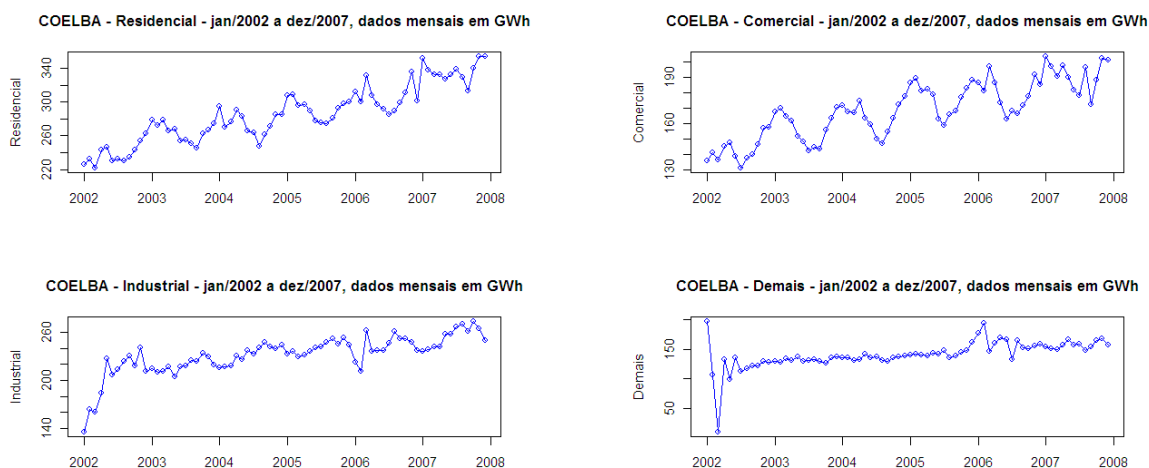 COELBA - Residencial - jan/2002 a dez/2007, dados mensais em GWh
Residencial
340
300
260
220
2002 2003 2004 2005 2006 2007 2008
COELBA - Comercial - jan/2002 a dez/2007, dados mensais em GWh
Comercial
190
160
130
2002 2003 2004 2005 2006 2007 2008
COELBA - Industrial - jan/2002 a dez/2007, dados mensais em GWh
Industrial
260
200
140
2002 2003 2004 2005 2006 2007 2008
COELBA - Demais - jan/2002 a dez/2007, dados mensais em GWh
Demais
150
50
2002 2003 2004 2005 2006 2007 2008